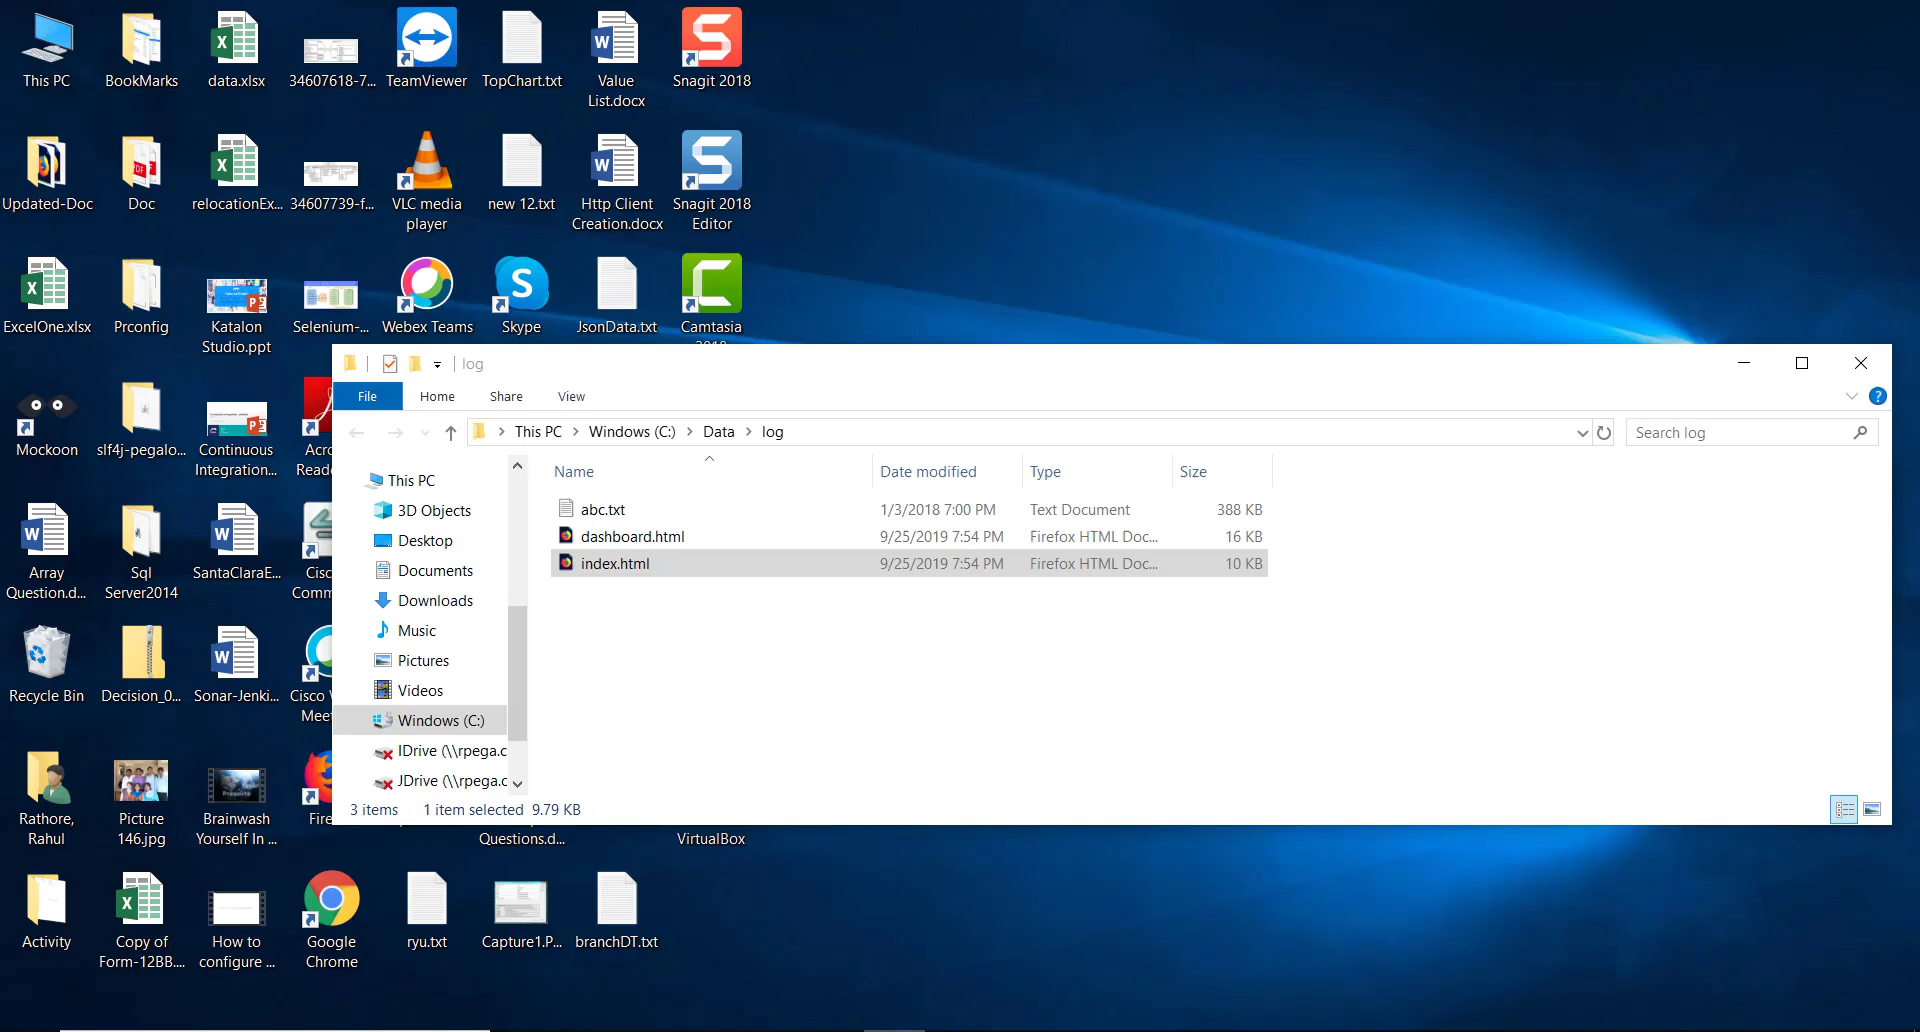 This PC
BookMarks
data.xlsx
34607618-7...
TeamViewer
TopChart.txt
Value
List.docx
Snagit 2018
Updated-Doc
Doc
relocationEx...
34607739-f...
VLC media
player
new 12.txt
Http Client
Creation.docx
Snagit 2018
Editor
ExcelOne.xlsx
Prconfig
Katalon
Studio.ppt
Selenium-...
Webex Teams
Skype
JsonData.txt
Camtasia
Mockoon
slf4j-pegalo...
Continuous
Integration...
Acro
Reade
Array
Question.d...
Sql
Server2014
SantaClaraE...
Cisc
Comm
Recycle Bin
Decision_0...
Sonar-Jenki...
Cisco W
Meet
Rathore,
Rahul
Picture
146.jpg
Brainwash
Yourself In ...
Fire
Questions.d...
VirtualBox
Activity
Copy of
Form-12BB....
How to
configure ...
Google
Chrome
ryu.txt
Capture1.P...
branchDT.txt
log
File
Home
Share
View
This PC
Windows (C:)
Data
log
Search log
This PC
3D Objects
Desktop
Documents
Downloads
Music
Pictures
Videos
Windows (C:)
IDrive (\\rpega.c
JDrive (\\rpega.c
Name Date modified Type Size
abc.txt 1/3/2018 7:00 PM Text Document 388 KB
dashboard.html 9/25/2019 7:54 PM Firefox HTML Doc... 16 KB
index.html 9/25/2019 7:54 PM Firefox HTML Doc... 10 KB
3 items 1 item selected 9.79 KB